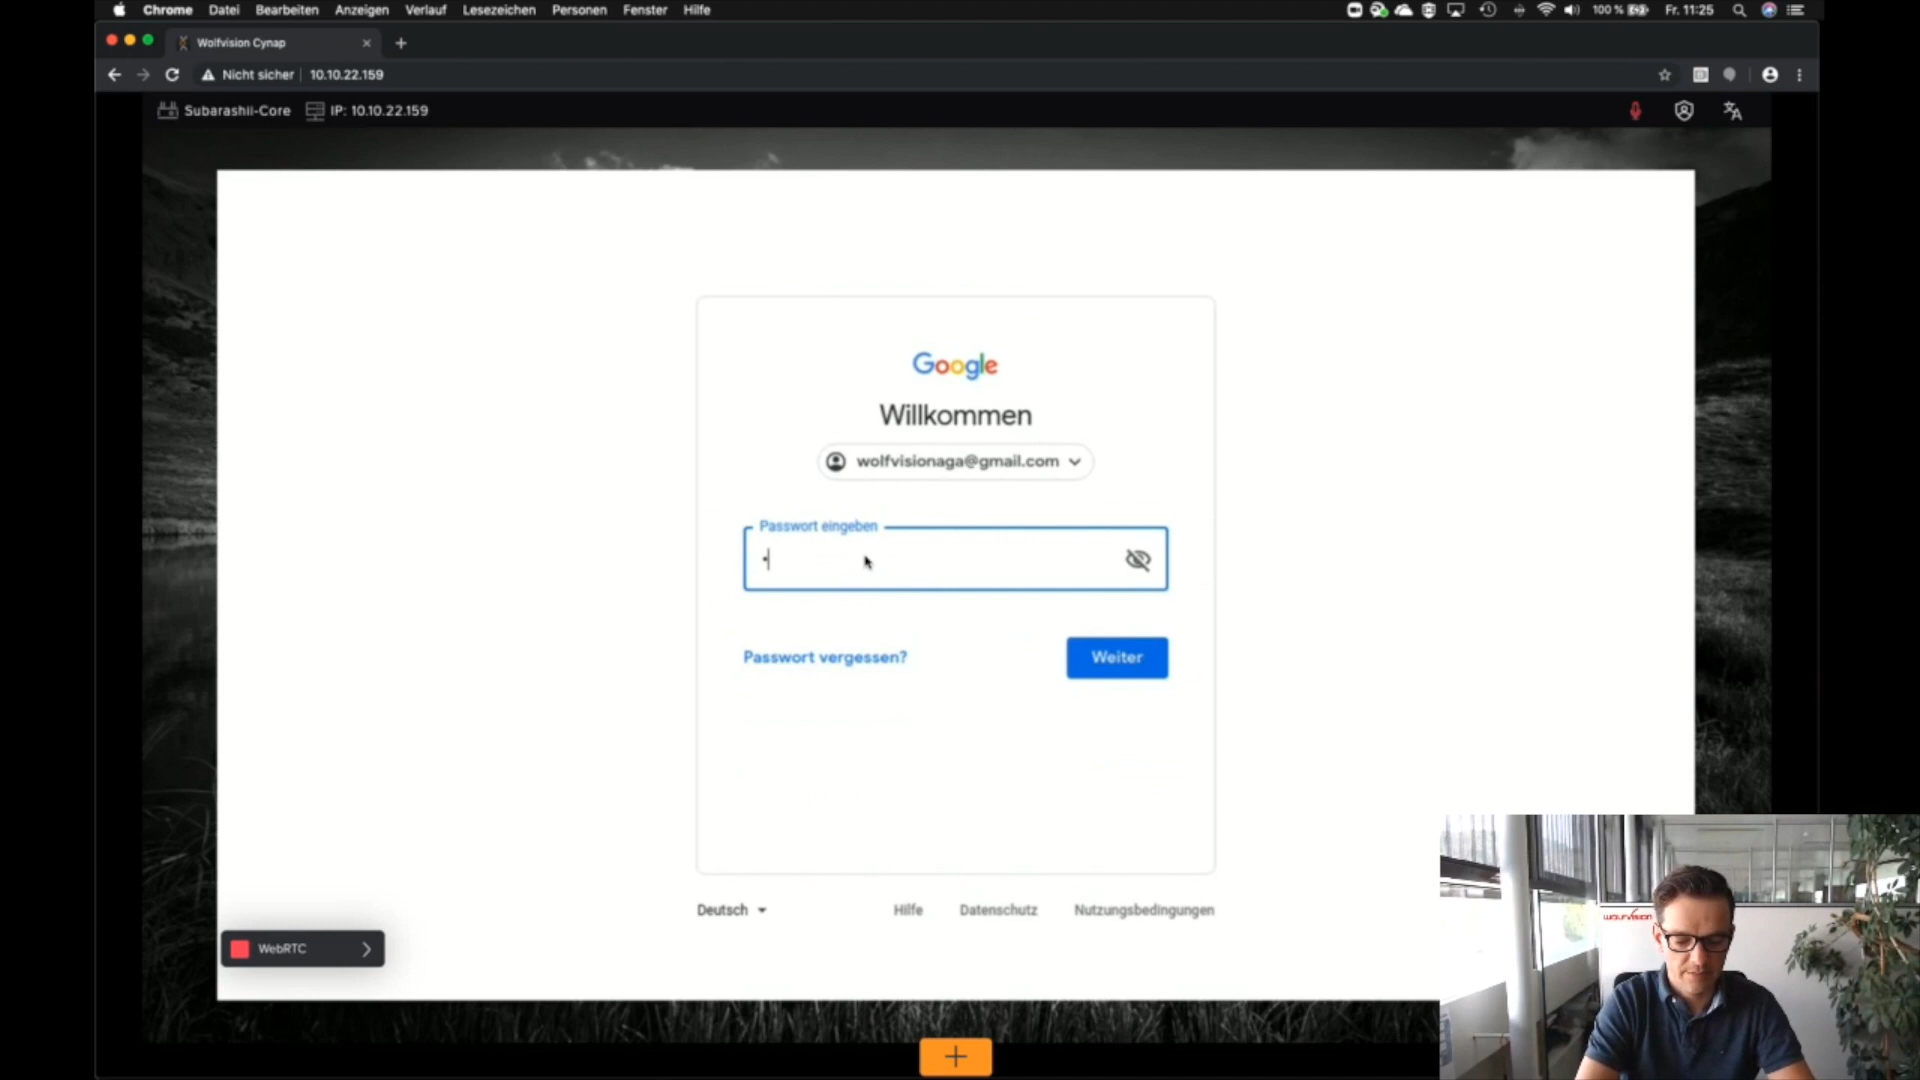 Chrome Datei Bearbeiten Anzeigen Verlauf Lesezeichen Personen Fenster Hilfe 100 % Fr. 11:25
Wolfvision Cynap
Nicht sicher 10.10.22.159
Subarashii-Core IP: 10.10.22.159
Google
Willkommen
wolfvisionaga@gmail.com
Passwort eingeben
Passwort vergessen?
Weiter
Deutsch Hilfe Datenschutz Nutzungsbedingungen
WOLFVISION
WebRTC